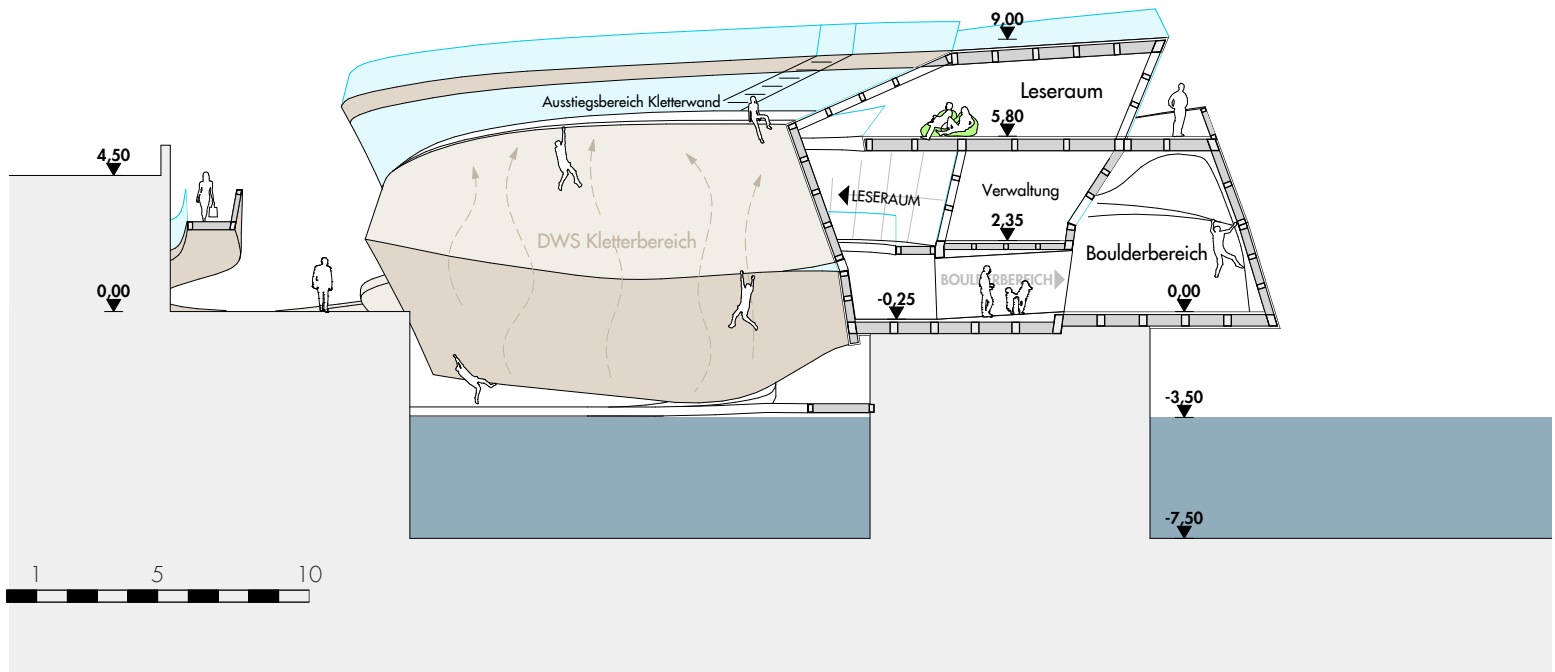 9,00
Leseraum
Ausstiegsbereich Kletterwand
5,80
4,50
Verwaltung
LESERAUM
2,35
DWS Kletterbereich
Boulderbereich
BOULDERBEREICH
0,00
-0,25
0,00
-3,50
-7,50
1 5 10